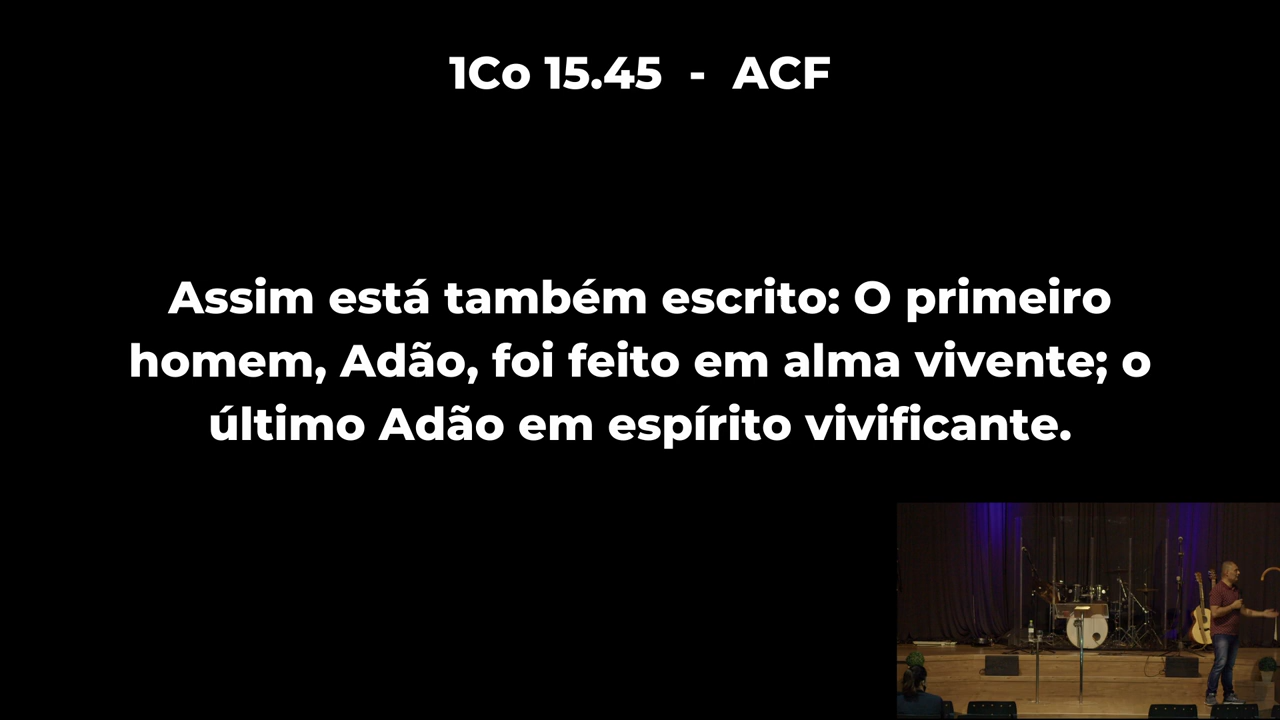 1Co 15.45 - ACF
Assim está também escrito: O primeiro
homem, Adão, foi feito em alma vivente; o
último Adão em espírito vivificante.